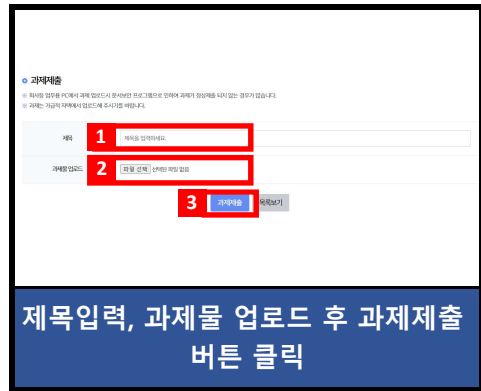 과제제출
※ 회사등 업무용 PC에서 과제 업로드시 문서보안 프로그램으로 인하여 과제가 정상제출 되지 않는 경우가 많습니다.
※ 과제는 가급적 자택에서 업로드해 주시기를 바랍니다.
제목 1 제목을 입력하세요.
과제물 업로드 2 파일 선택 선택된 파일 없음
3 과제제출 목록보기
제목입력, 과제물 업로드 후 과제제출
버튼 클릭